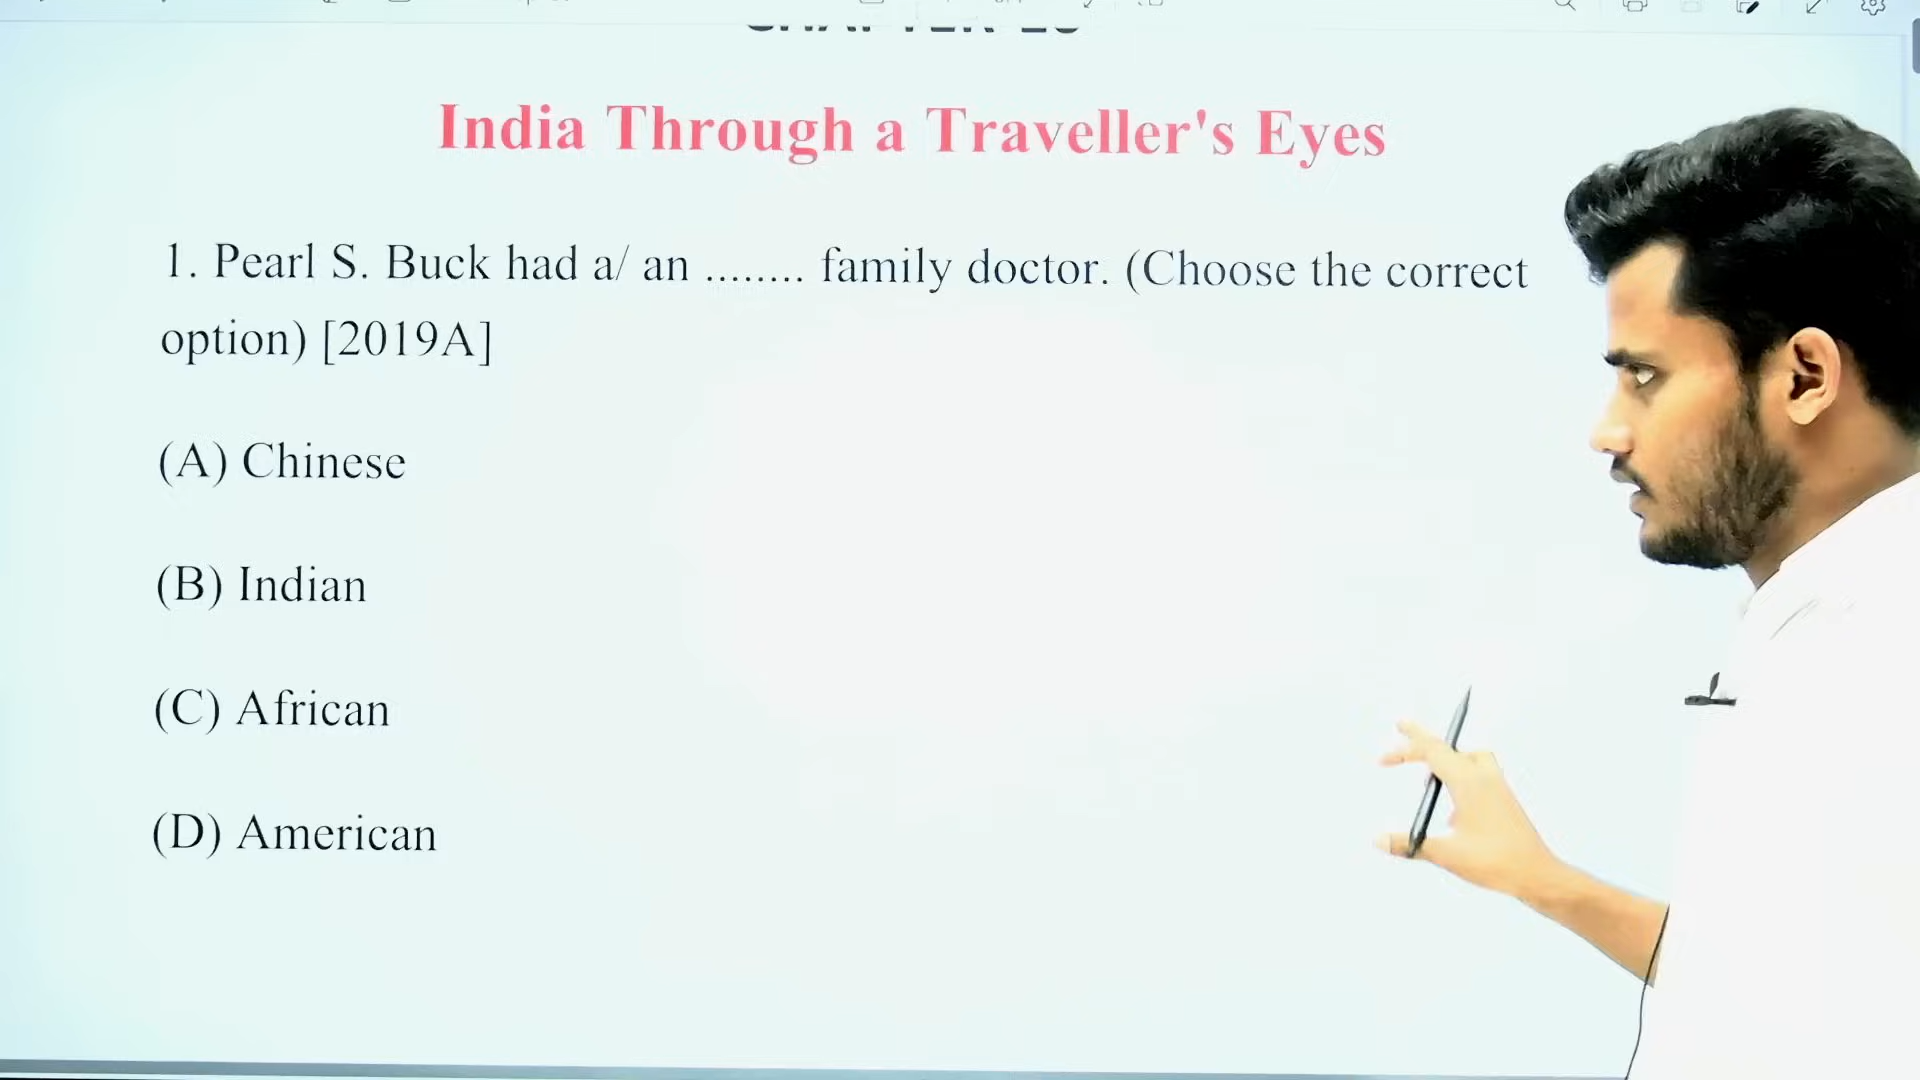 India Through a Traveller's Eyes
1. Pearl S. Buck had a/ an ........ family doctor. (Choose the correct
option) [2019A]
(A) Chinese
(B) Indian
(C) African
(D) American